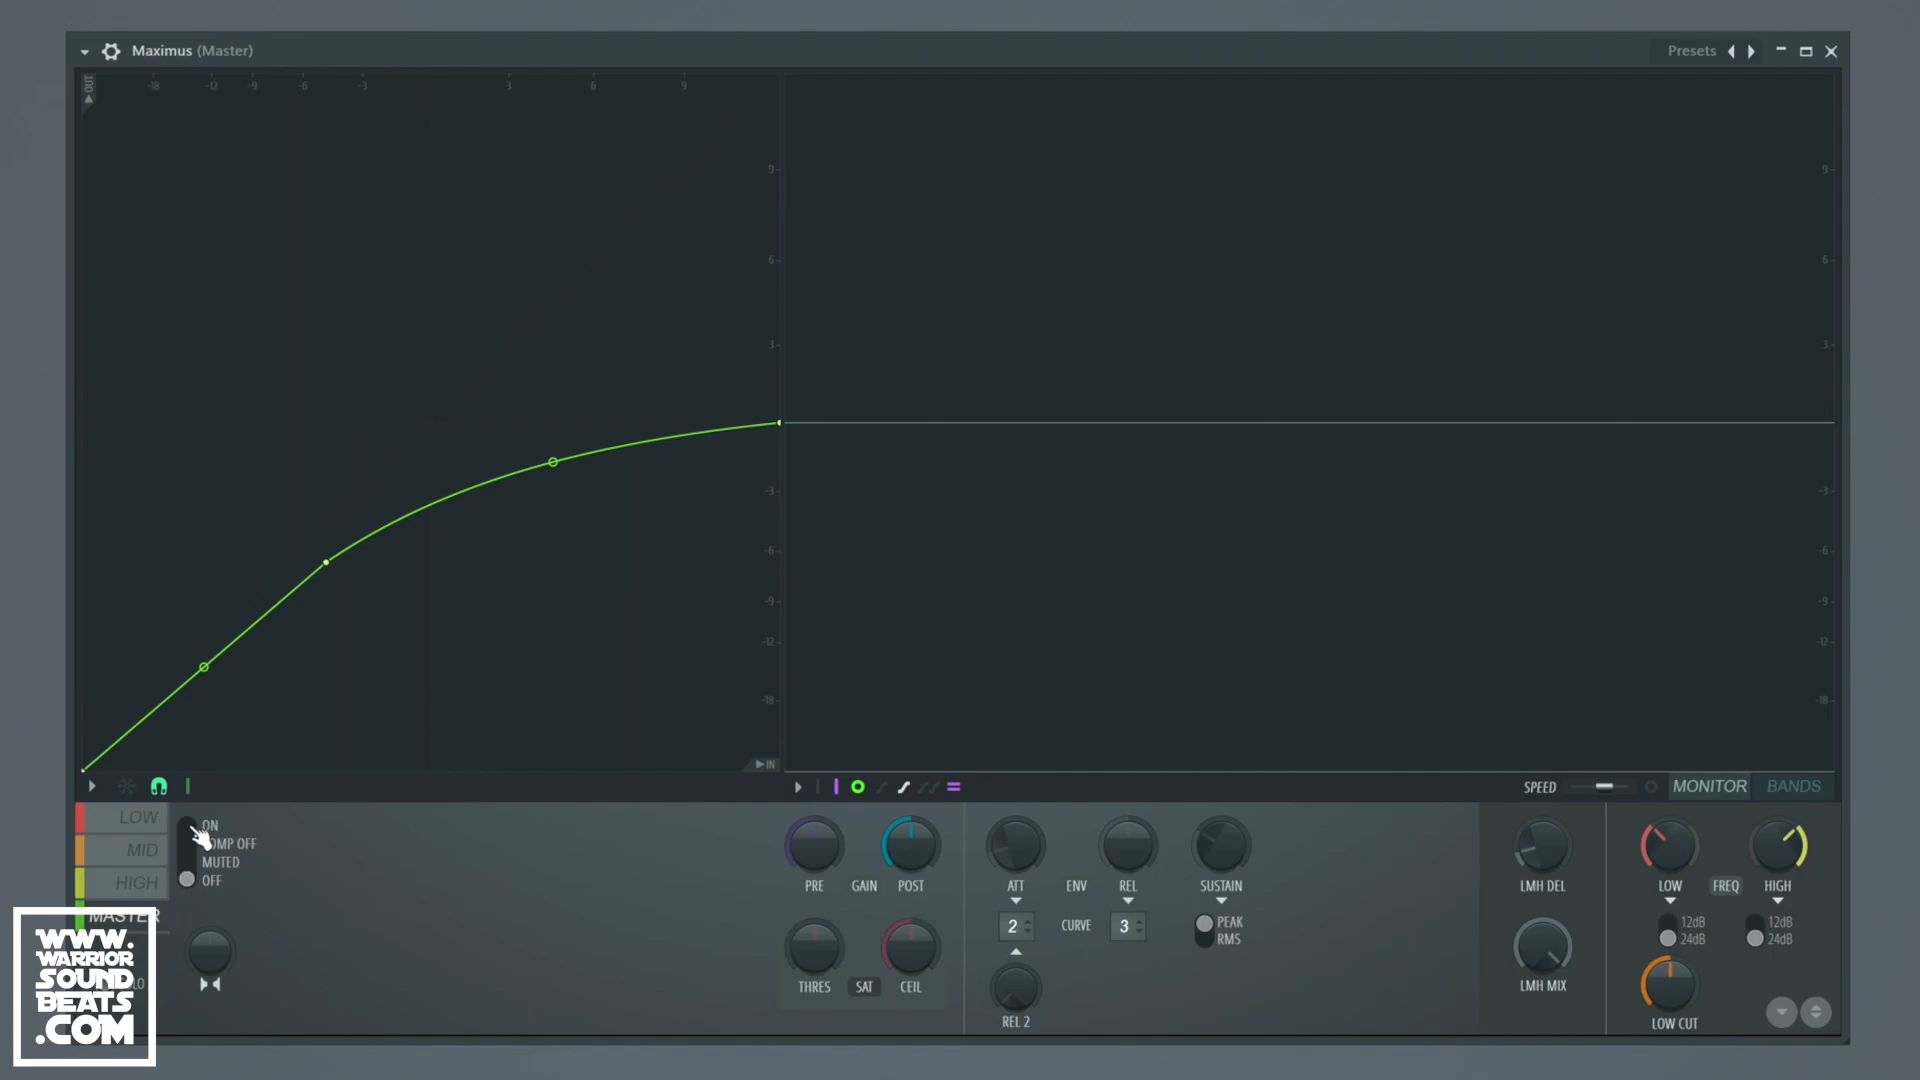 Maximus (Master)
Presets
OUT
-18 -12 -9 -6 -3 3 6 9
9 9
6 6
3 3
-3 -3
-6 -6
-9 -9
-12 -12
-18 -18
IN
SPEED MONITOR BANDS
LOW ON
MID COMP OFF
MUTED
HIGH OFF
MASTER
PRE GAIN POST
THRES SAT CEIL
ATT ENV REL SUSTAIN
2 CURVE 3 PEAK
RMS
REL 2
LMH DEL
LMH MIX
LOW FREQ HIGH
12dB 12dB
24dB 24dB
LOW CUT
WWW.
WARRIOR
SOUND
BEATS
.COM